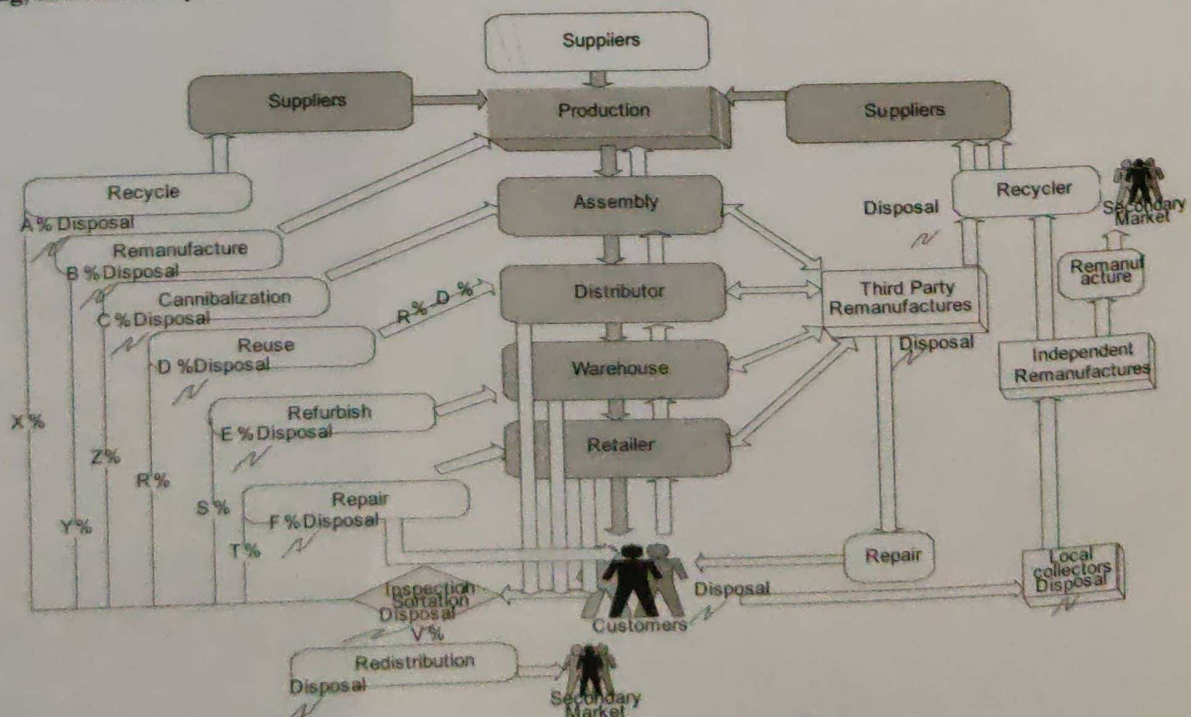 Suppliers
Suppliers
Production
Suppliers
Recycle
A % Disposal
Assembly
Recycler
Disposal
Secondary
Market
Remanufacture
B % Disposal
Cannibalization
C % Disposal
R % D %
Distributor
Third Party
Remanufactures
Remanuf
acture
Reuse
D %Disposal
Warehouse
Disposal
Independent
Remanufactures
Refurbish
E % Disposal
Retailer
X %
Z%
R %
S %
Y%
T %
Repair
F % Disposal
Repair
Local
collectors
Disposal
Inspection
Sortation
Disposal
V %
Disposal
Customers
Redistribution
Disposal
Secondary
Market